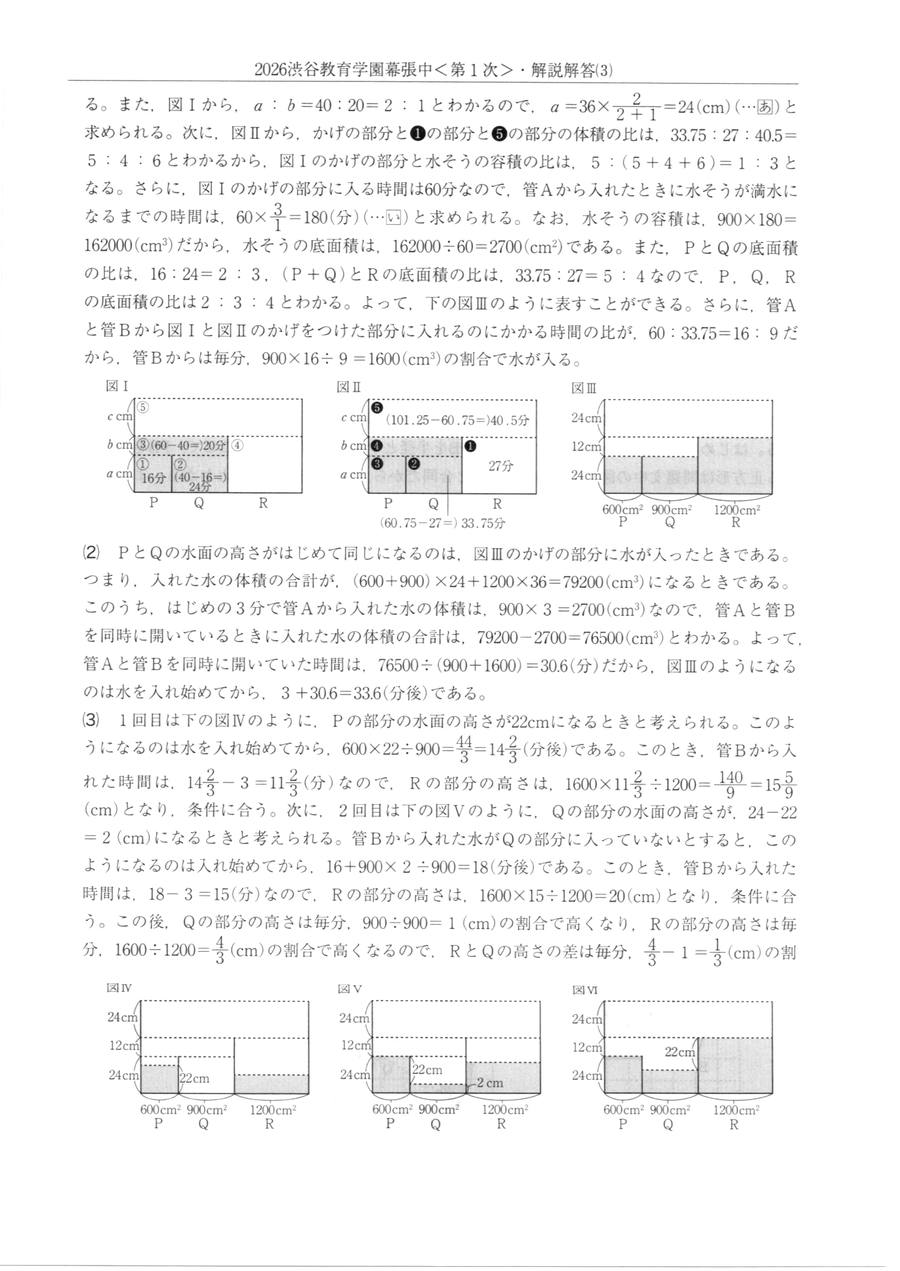 2026渋谷教育学園幕張中＜第1次＞・解説解答⑶
る。また，図Ⅰから，a：b＝40：20＝2：1とわかるので，a＝36×2/(2＋1)＝24(cm)(…あ)と
求められる。次に，図Ⅱから，かげの部分と❶の部分と❺の部分の体積の比は，33.75：27：40.5＝
5：4：6とわかるから，図Ⅰのかげの部分と水そうの容積の比は，5：(5＋4＋6)＝1：3と
なる。さらに，図Ⅰのかげの部分に入る時間は60分なので，管Aから入れたときに水そうが満水に
なるまでの時間は，60×3/1＝180(分)(…い)と求められる。なお，水そうの容積は，900×180＝
162000(cm³)だから，水そうの底面積は，162000÷60＝2700(cm²)である。また，PとQの底面積
の比は，16：24＝2：3，(P＋Q)とRの底面積の比は，33.75：27＝5：4なので，P，Q，R
の底面積の比は2：3：4とわかる。よって，下の図Ⅲのように表すことができる。さらに，管A
と管Bから図Ⅰと図Ⅱのかげをつけた部分に入れるのにかかる時間の比が，60：33.75＝16：9だ
から，管Bからは毎分，900×16÷9＝1600(cm³)の割合で水が入る。
図Ⅰ
c cm
b cm
a cm
⑤
③(60−40＝)20分
④
①
16分
②
(40−16＝)
24分
P
Q
R
図Ⅱ
c cm
b cm
a cm
❺
(101.25−60.75＝)40.5分
❹
❶
❸
❷
27分
P
Q
R
(60.75−27＝)33.75分
図Ⅲ
24cm
12cm
24cm
600cm²
900cm²
1200cm²
P
Q
R
⑵　PとQの水面の高さがはじめて同じになるのは，図Ⅲのかげの部分に水が入ったときである。
つまり，入れた水の体積の合計が，(600＋900)×24＋1200×36＝79200(cm³)になるときである。
このうち，はじめの3分で管Aから入れた水の体積は，900×3＝2700(cm³)なので，管Aと管B
を同時に開いているときに入れた水の体積の合計は，79200−2700＝76500(cm³)とわかる。よって，
管Aと管Bを同時に開いていた時間は，76500÷(900＋1600)＝30.6(分)だから，図Ⅲのようになる
のは水を入れ始めてから，3＋30.6＝33.6(分後)である。
⑶　1回目は下の図Ⅳのように，Pの部分の水面の高さが22cmになるときと考えられる。このよ
うになるのは水を入れ始めてから，600×22÷900＝44/3＝14 2/3(分後)である。このとき，管Bから入
れた時間は，14 2/3−3＝11 2/3(分)なので，Rの部分の高さは，1600×11 2/3÷1200＝140/9＝15 5/9
(cm)となり，条件に合う。次に，2回目は下の図Ⅴのように，Qの部分の水面の高さが，24−22
＝2(cm)になるときと考えられる。管Bから入れた水がQの部分に入っていないとすると，この
ようになるのは入れ始めてから，16＋900×2÷900＝18(分後)である。このとき，管Bから入れた
時間は，18−3＝15(分)なので，Rの部分の高さは，1600×15÷1200＝20(cm)となり，条件に合
う。この後，Qの部分の高さは毎分，900÷900＝1(cm)の割合で高くなり，Rの部分の高さは毎
分，1600÷1200＝4/3(cm)の割合で高くなるので，RとQの高さの差は毎分，4/3−1＝1/3(cm)の割
図Ⅳ
24cm
12cm
24cm
22cm
600cm²
900cm²
1200cm²
P
Q
R
図Ⅴ
24cm
12cm
24cm
22cm
2cm
600cm²
900cm²
1200cm²
P
Q
R
図Ⅵ
24cm
12cm
24cm
22cm
600cm²
900cm²
1200cm²
P
Q
R